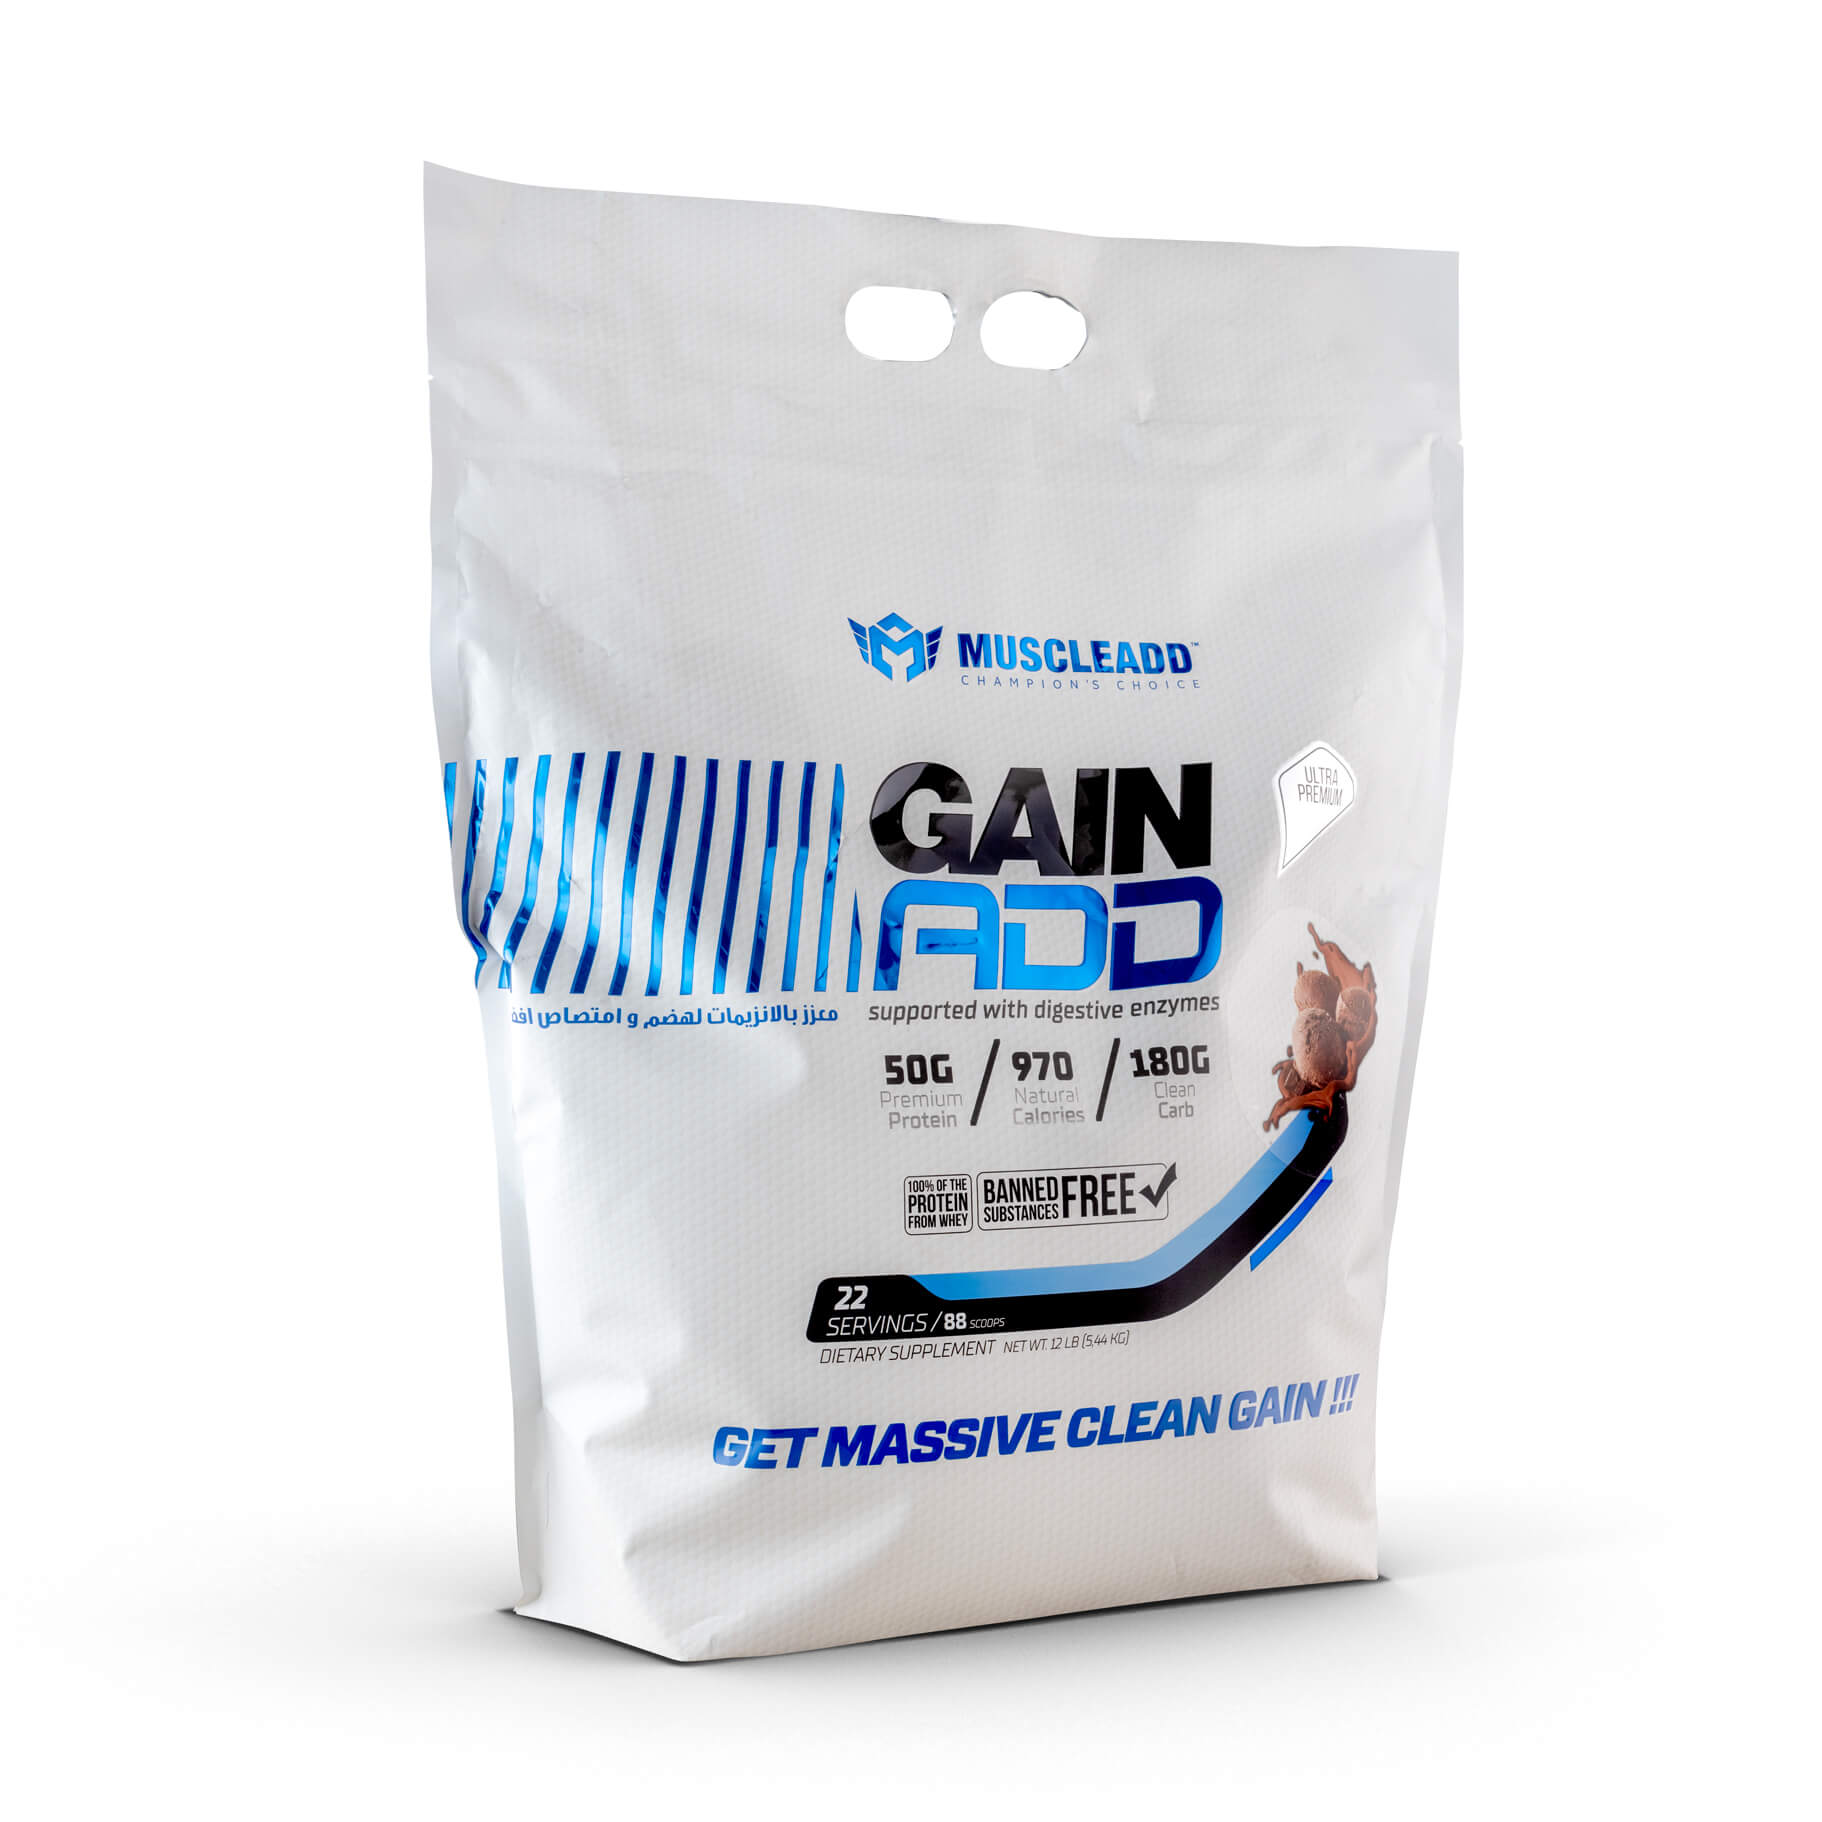 MUSCLEADD™
CHAMPION'S CHOICE
GAIN
ADD
ULTRA
PREMIUM
supported with digestive enzymes
معزز بالانزيمات لهضم و امتصاص
50G
Premium
Protein
970
Natural
Calories
180G
Clean
Carb
100% OF THE
PROTEIN
FROM WHEY
BANNED
SUBSTANCES
FREE
22
SERVINGS / 88 SCOOPS
DIETARY SUPPLEMENT NET WT. 12 LB (5,44 KG)
GET MASSIVE CLEAN GAIN !!!